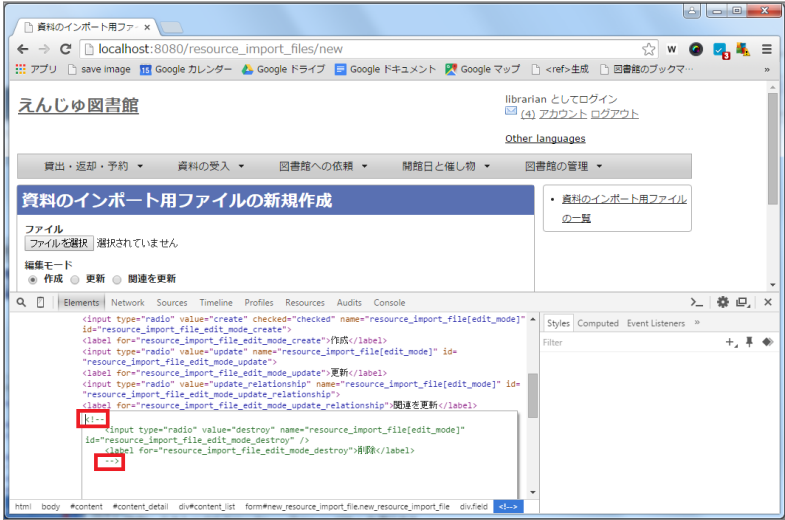 資料のインポート用ファ- ×
localhost:8080/resource_import_files/new
アプリ save image 15 Google カレンダー Google ドライブ Google ドキュメント Google マップ <ref>生成 図書館のブックマ… »
えんじゅ図書館
librarian としてログイン
(4) アカウント ログアウト
Other languages
貸出・返却・予約 ▼ 資料の受入 ▼ 図書館への依頼 ▼ 開館日と催し物 ▼ 図書館の管理 ▼
資料のインポート用ファイルの新規作成
• 資料のインポート用ファイル
の一覧
ファイル
ファイルを選択 選択されていません
編集モード
作成 更新 関連を更新
Elements Network Sources Timeline Profiles Resources Audits Console
<input type="radio" value="create" checked="checked" name="resource_import_file[edit_mode]"
id="resource_import_file_edit_mode_create">
<label for="resource_import_file_edit_mode_create">作成</label>
<input type="radio" value="update" name="resource_import_file[edit_mode]" id=
"resource_import_file_edit_mode_update">
<label for="resource_import_file_edit_mode_update">更新</label>
<input type="radio" value="update_relationship" name="resource_import_file[edit_mode]" id=
"resource_import_file_edit_mode_update_relationship">
<label for="resource_import_file_edit_mode_update_relationship">関連を更新</label>
<!--
<input type="radio" value="destroy" name="resource_import_file[edit_mode]"
id="resource_import_file_edit_mode_destroy" />
<label for="resource_import_file_edit_mode_destroy">削除</label>
-->
Styles Computed Event Listeners »
Filter
html body #content #content_detail div#content_list form#new_resource_import_file.new_resource_import_file div.field <!-->